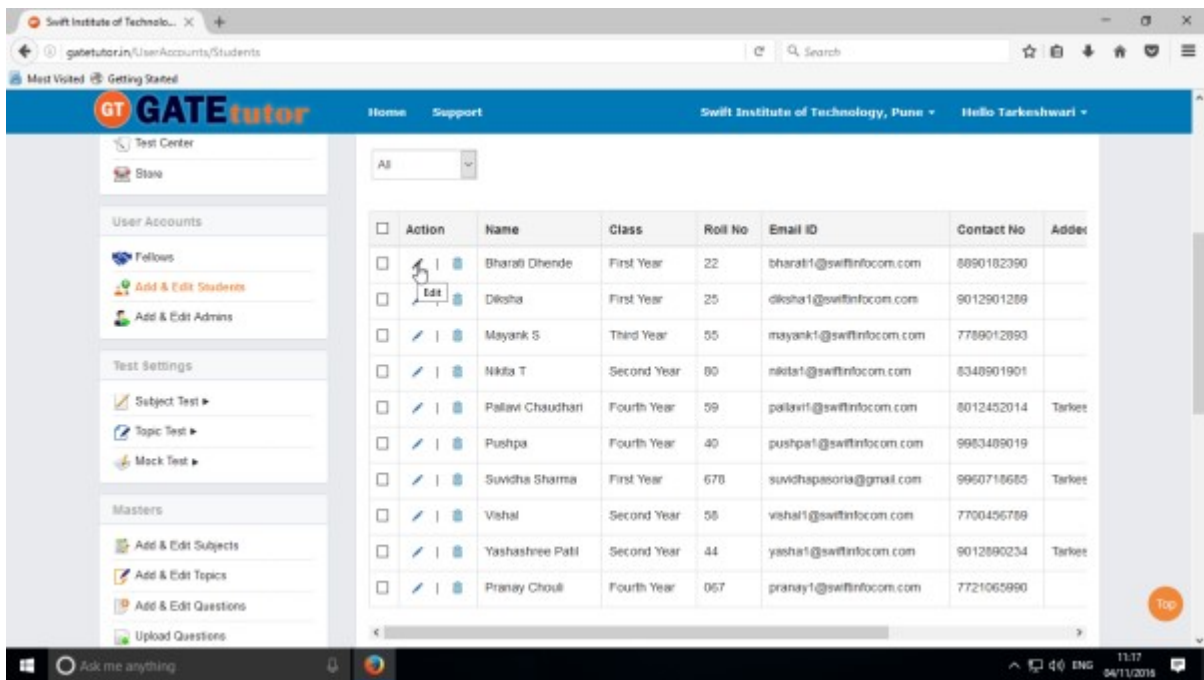 Swift Institute of Technolo...
gatetutor.in/UserAccounts/Students
Search
Most Visited Getting Started
GT GATEtutor Home Support Swift Institute of Technology, Pune Hello Tarkeshwari
Test Center
Store
All
User Accounts
Fellows
Add & Edit Students
Add & Edit Admins
Test Settings
Subject Test
Topic Test
Mock Test
Masters
Add & Edit Subjects
Add & Edit Topics
Add & Edit Questions
Upload Questions
Action Name Class Roll No Email ID Contact No Added
| Bharati Dhende First Year 22 bharati1@swiftinfocom.com 8890182390
Edit
Diksha First Year 25 diksha1@swiftinfocom.com 9012901289
| Mayank S Third Year 55 mayank1@swiftinfocom.com 7789012893
| Nikita T Second Year 80 nikita1@swiftinfocom.com 8348901901
| Pallavi Chaudhari Fourth Year 59 pallavi1@swiftinfocom.com 8012452014 Tarkes
| Pushpa Fourth Year 40 pushpa1@swiftinfocom.com 9983489019
| Suvidha Sharma First Year 678 suvidhapasoria@gmail.com 9960718685 Tarkes
| Vishal Second Year 58 vishal1@swiftinfocom.com 7700456789
| Yashashree Patil Second Year 44 yasha1@swiftinfocom.com 9012890234 Tarkes
| Pranay Chouli Fourth Year 067 pranay1@swiftinfocom.com 7721065990
Top
Ask me anything
ENG
11:17
04/11/2016